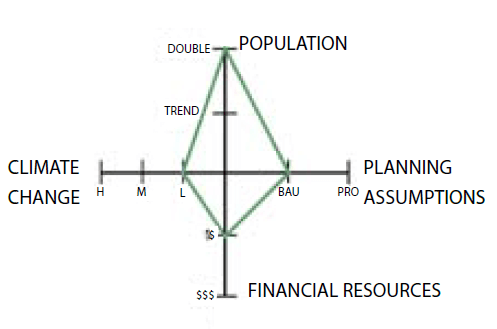 DOUBLE POPULATION
TREND
CLIMATE PLANNING
CHANGE H M L BAU PRO ASSUMPTIONS
$$$ FINANCIAL RESOURCES